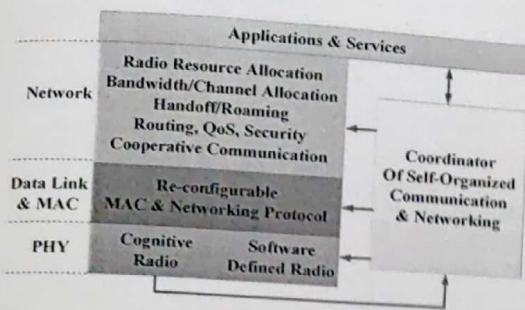 Applications & Services
Network
Radio Resource Allocation
Bandwidth/Channel Allocation
Handoff/Roaming
Routing, QoS, Security
Cooperative Communication
Data Link
& MAC
Re-configurable
MAC & Networking Protocol
PHY
Cognitive
Radio
Software
Defined Radio
Coordinator
Of Self-Organized
Communication
& Networking